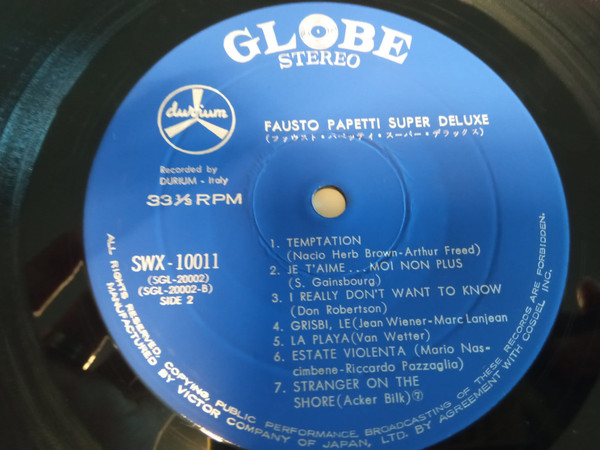 GLOBE
STEREO
durium
FAUSTO PAPETTI SUPER DELUXE
(ファウスト・パペッティ・スーパー・デラックス)
Recorded by
DURIUM - Italy
33⅓ RPM
SWX-10011
(SGL-20002)
(SGL-20002-B)
SIDE 2
1. TEMPTATION
(Nacio Herb Brown-Arthur Freed)
2. JE T'AIME...MOI NON PLUS
(S. Gainsbourg)
3. I REALLY DON'T WANT TO KNOW
(Don Robertson)
4. GRISBI, LE(Jean Wiener-Marc Lanjean
5. LA PLAYA(Van Wetter)
6. ESTATE VIOLENTA (Mario Nas-
cimbene-Riccardo Pazzaglia)
7. STRANGER ON THE
SHORE(Acker Bilk)⑦
ALL RIGHTS RESERVED. COPYING, PUBLIC PERFORMANCE, BROADCASTING OF THESE RECORDS ARE FORBIDDEN.
MANUFACTURED BY VICTOR COMPANY OF JAPAN, LTD. BY AGREEMENT WITH COSDEL INC.